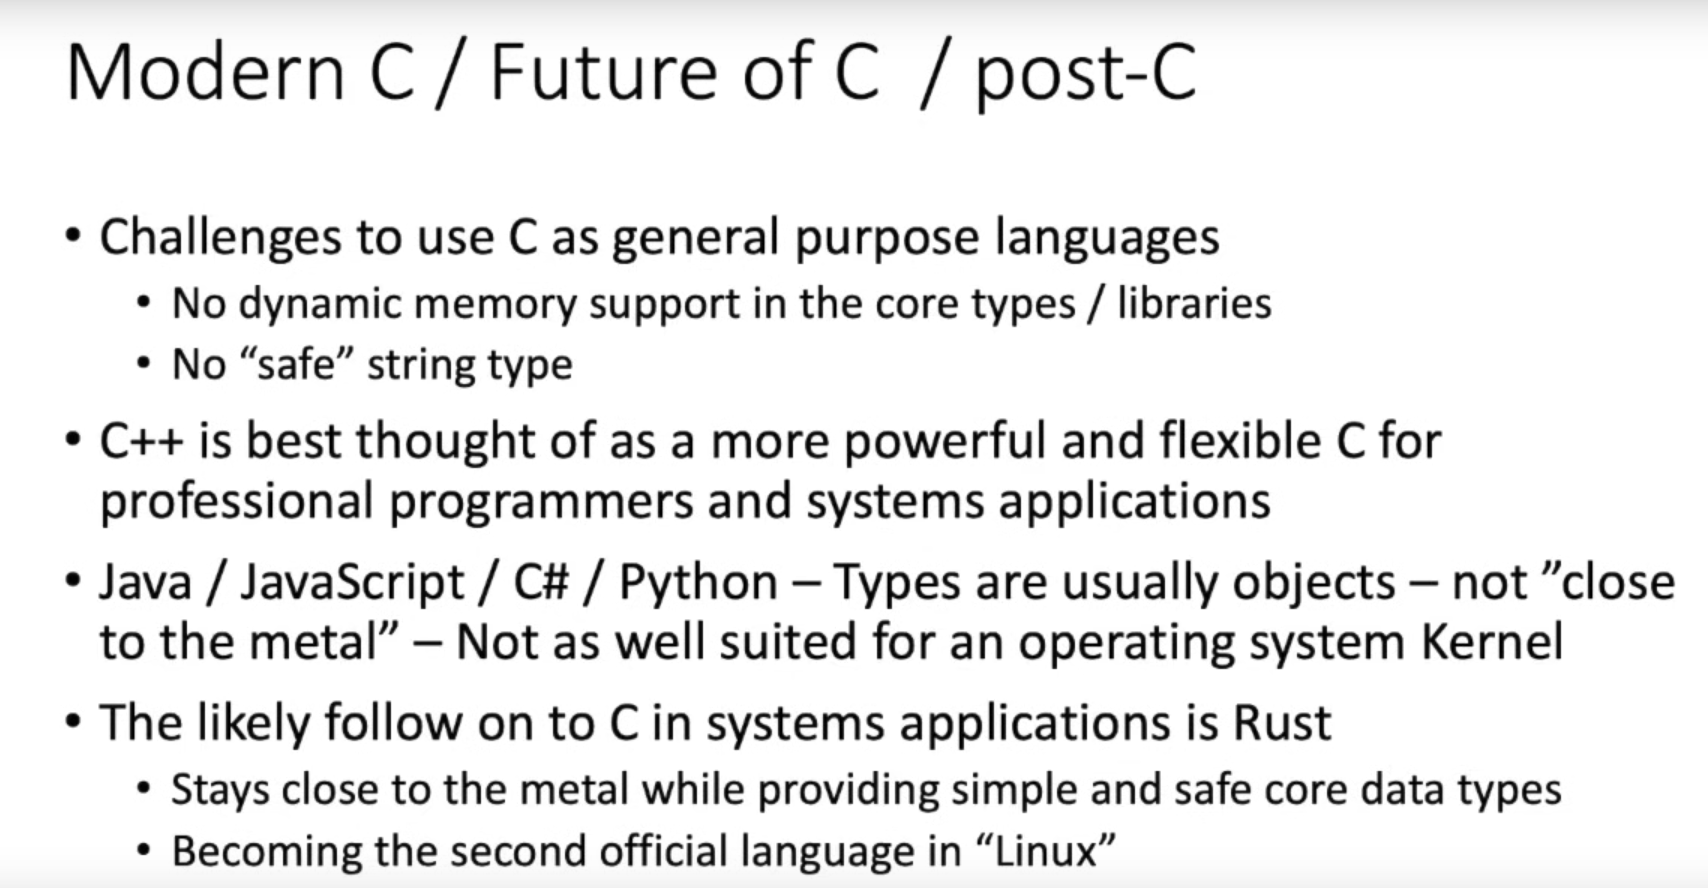 Modern C / Future of C / post-C
• Challenges to use C as general purpose languages
• No dynamic memory support in the core types / libraries
• No “safe” string type
• C++ is best thought of as a more powerful and flexible C for
professional programmers and systems applications
• Java / JavaScript / C# / Python – Types are usually objects – not ”close
to the metal” – Not as well suited for an operating system Kernel
• The likely follow on to C in systems applications is Rust
• Stays close to the metal while providing simple and safe core data types
• Becoming the second official language in “Linux”